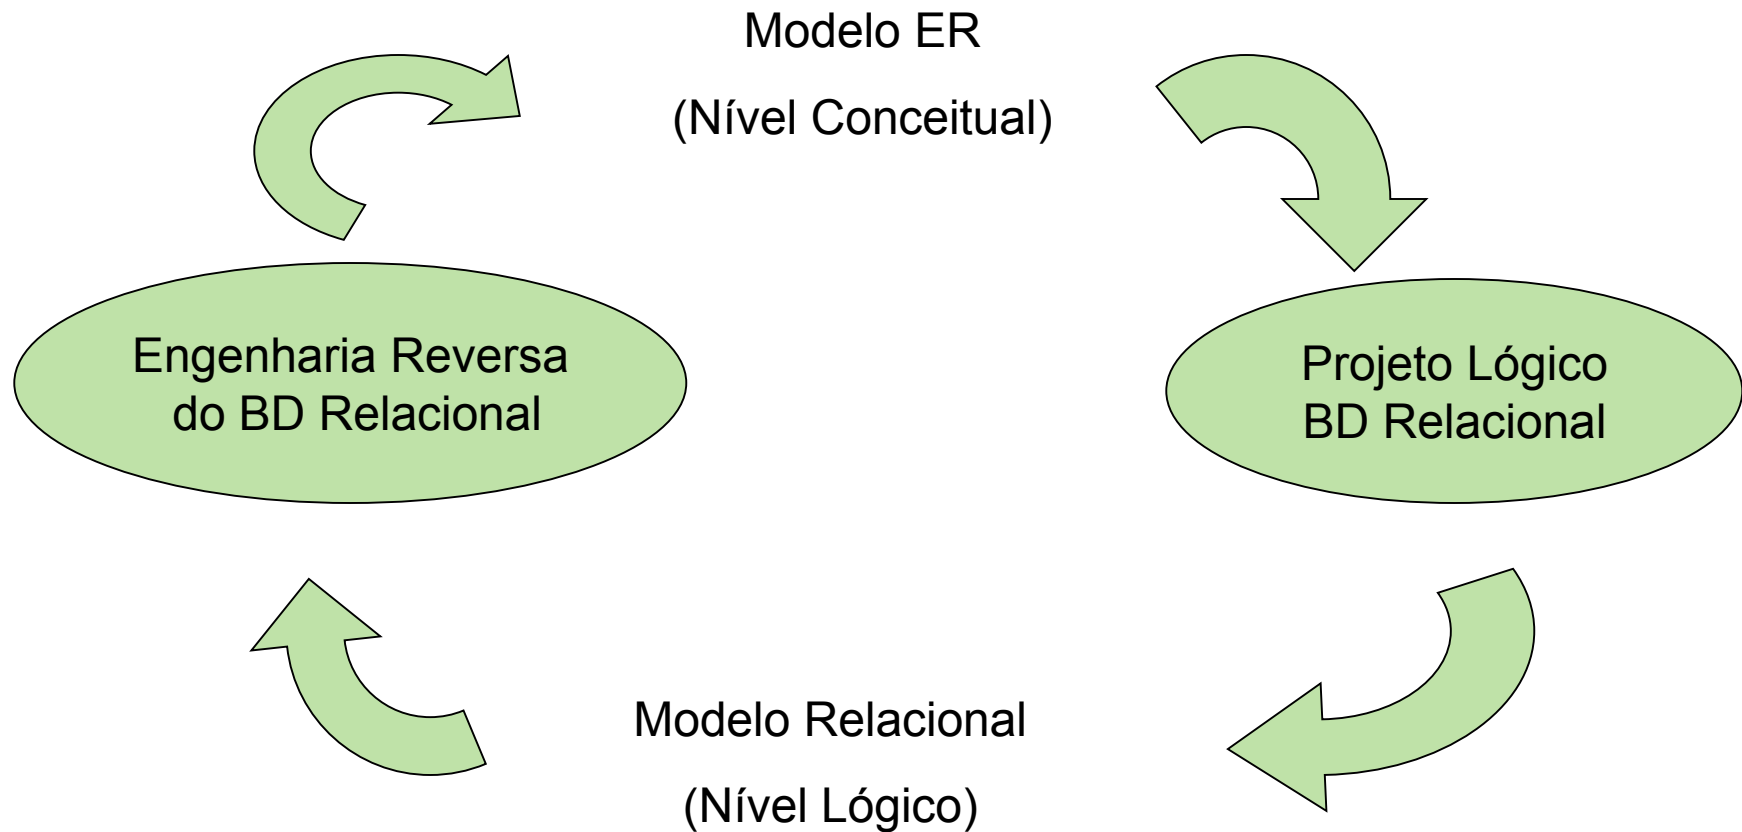 Modelo ER
(Nível Conceitual)
Engenharia Reversa
do BD Relacional
Projeto Lógico
BD Relacional
Modelo Relacional
(Nível Lógico)